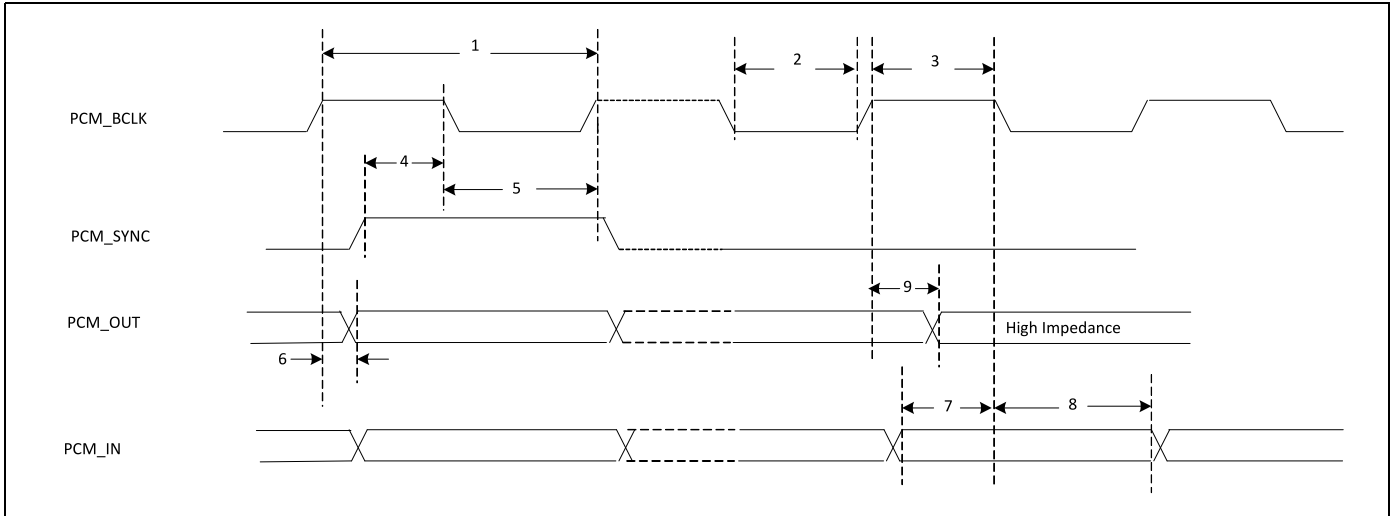 1
2
3
PCM_BCLK
4
5
PCM_SYNC
9
PCM_OUT
High Impedance
6
7
8
PCM_IN